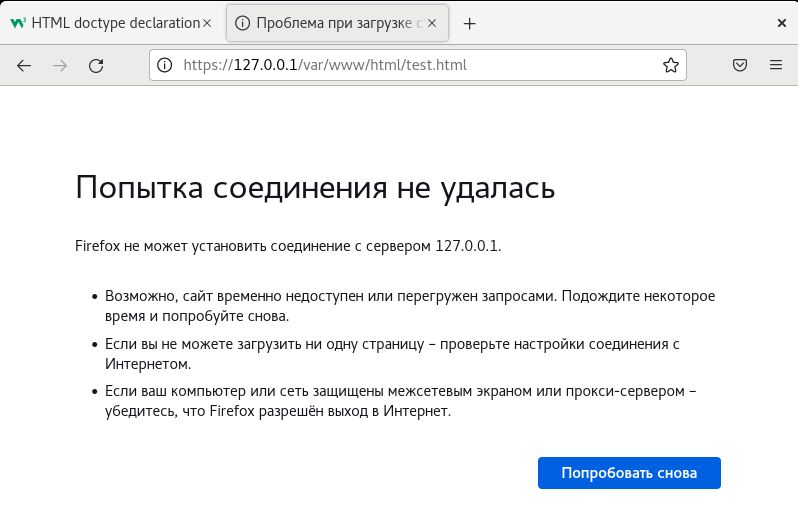 HTML doctype declaration
Проблема при загрузке с
https://127.0.0.1/var/www/html/test.html
Попытка соединения не удалась
Firefox не может установить соединение с сервером 127.0.0.1.
Возможно, сайт временно недоступен или перегружен запросами. Подождите некоторое
время и попробуйте снова.
Если вы не можете загрузить ни одну страницу – проверьте настройки соединения с
Интернетом.
Если ваш компьютер или сеть защищены межсетевым экраном или прокси-сервером –
убедитесь, что Firefox разрешён выход в Интернет.
Попробовать снова